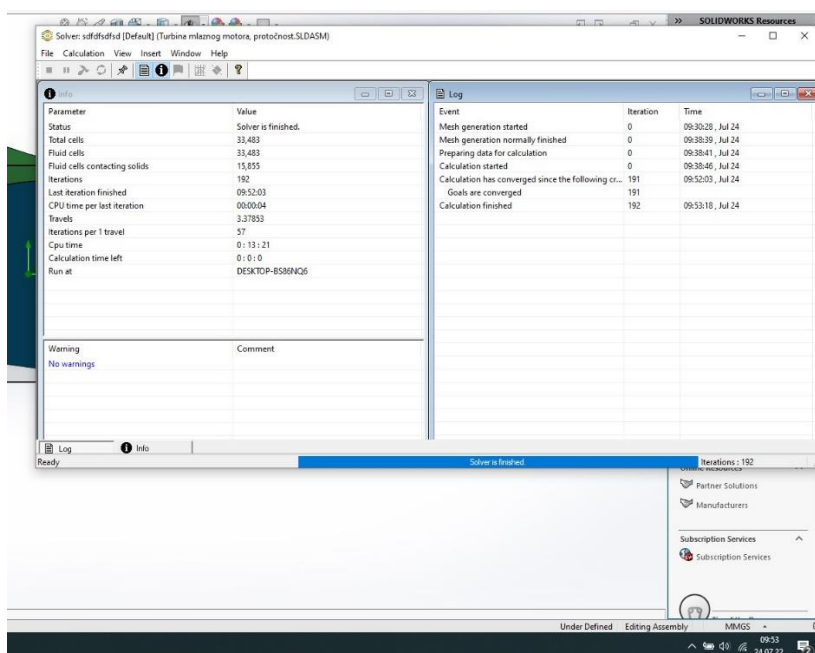 SOLIDWORKS Resources
Solver: sdfdfsdfsd [Default] (Turbina mlaznog motora, protočnost.SLDASM)
File Calculation View Insert Window Help
Info
Parameter Value
Status Solver is finished.
Total cells 33,483
Fluid cells 33,483
Fluid cells contacting solids 15,855
Iterations 192
Last iteration finished 09:52:03
CPU time per last iteration 00:00:04
Travels 3.37853
Iterations per 1 travel 57
Cpu time 0 : 13 : 21
Calculation time left 0 : 0 : 0
Run at DESKTOP-BS86NQ6
Warning Comment
No warnings
Log
Event Iteration Time
Mesh generation started 0 09:30:28 , Jul 24
Mesh generation normally finished 0 09:38:39 , Jul 24
Preparing data for calculation 0 09:38:41 , Jul 24
Calculation started 0 09:38:46 , Jul 24
Calculation has converged since the following cr... 191 09:52:03 , Jul 24
Goals are converged 191
Calculation finished 192 09:53:18 , Jul 24
Log Info
Ready Solver is finished. Iterations : 192
Online Resources
Partner Solutions
Manufacturers
Subscription Services
Subscription Services
Under Defined Editing Assembly MMGS
09:53
24.07.22